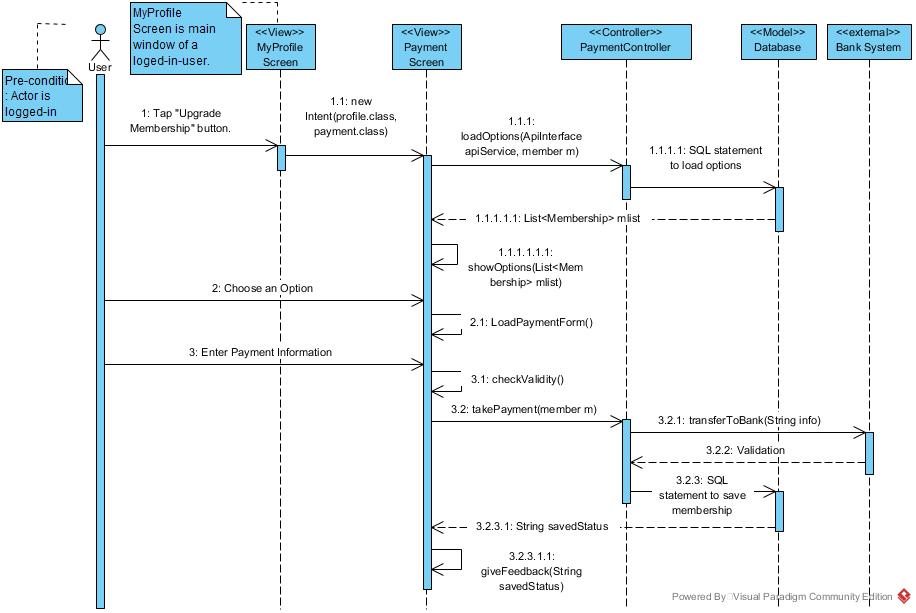 MyProfile
Screen is main
window of a
loged-in-user.
<<View>>
MyProfile
Screen
<<View>>
Payment
Screen
<<Controller>>
PaymentController
<<Model>>
Database
<<external>>
Bank System
User
Pre-conditic
: Actor is
logged-in
1: Tap "Upgrade
Membership" button.
1.1: new
Intent(profile.class,
payment.class)
1.1.1:
loadOptions(ApiInterface
apiService, member m)
1.1.1.1: SQL statement
to load options
1.1.1.1.1: List<Membership> mlist
1.1.1.1.1.1:
showOptions(List<Mem
bership> mlist)
2: Choose an Option
2.1: LoadPaymentForm()
3: Enter Payment Information
3.1: checkValidity()
3.2: takePayment(member m)
3.2.1: transferToBank(String info)
3.2.2: Validation
3.2.3: SQL
statement to save
membership
3.2.3.1: String savedStatus
3.2.3.1.1:
giveFeedback(String
savedStatus)
Powered By Visual Paradigm Community Edition